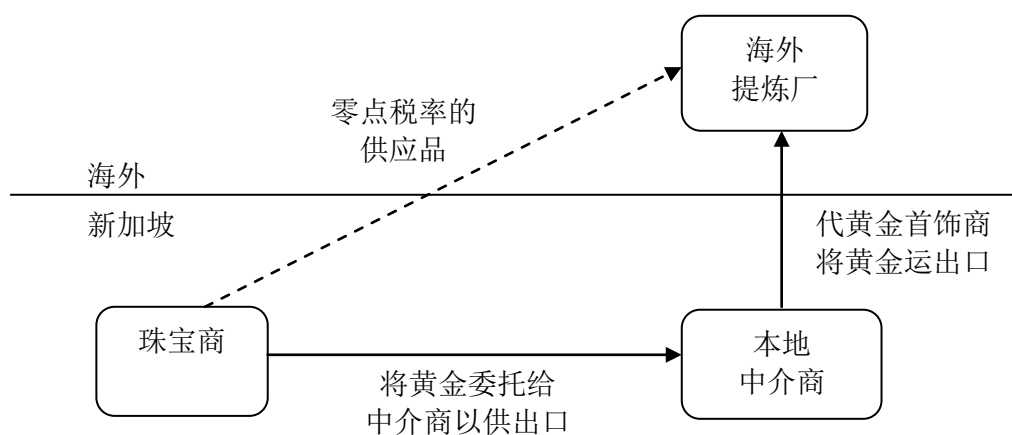 海外
提炼厂
零点税率的
供应品
海外
新加坡
代黄金首饰商
将黄金运出口
珠宝商
本地
中介商
将黄金委托给
中介商以供出口